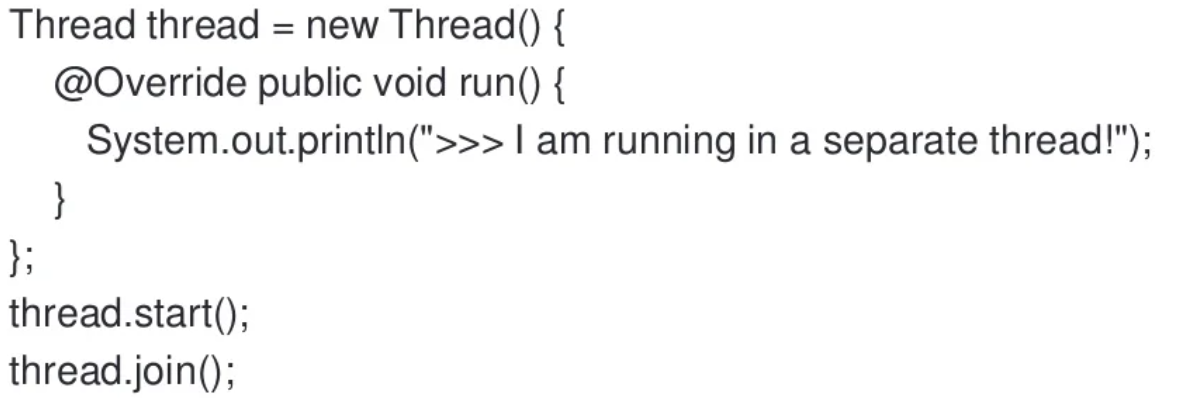 Thread thread = new Thread() {
@Override public void run() {
System.out.println(">>> I am running in a separate thread!");
}
};
thread.start();
thread.join();